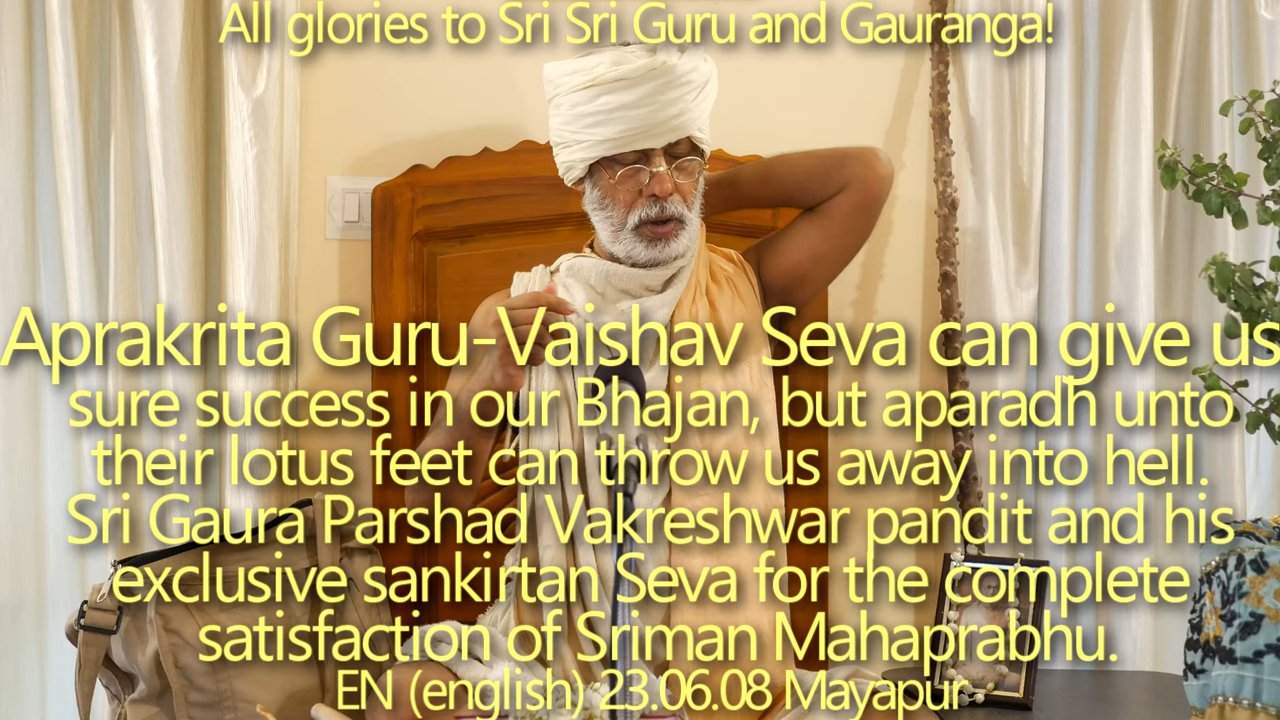 All glories to Sri Sri Guru and Gauranga!
Aprakrita Guru-Vaishav Seva can give us
sure success in our Bhajan, but aparadh unto
their lotus feet can throw us away into hell.
Sri Gaura Parshad Vakreshwar pandit and his
exclusive sankirtan Seva for the complete
satisfaction of Sriman Mahaprabhu.
EN (english) 23.06.08 Mayapur